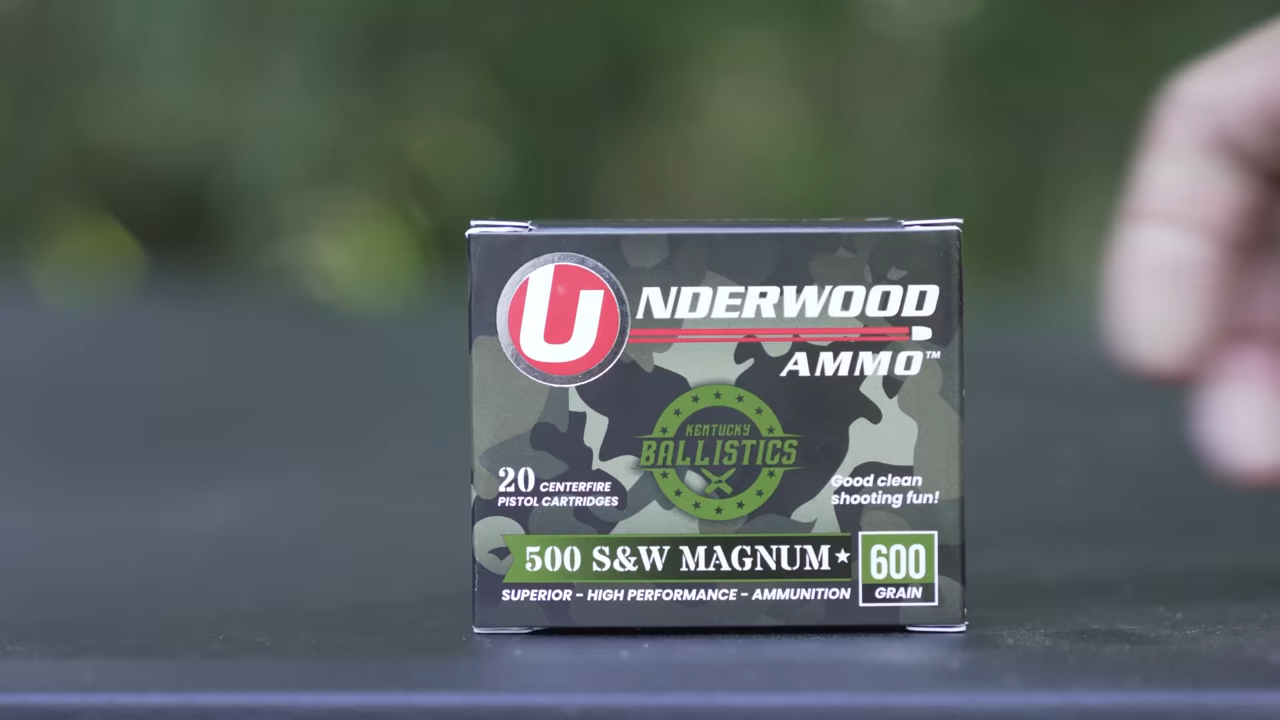 UNDERWOOD
AMMO™
KENTUCKY
BALLISTICS
20 CENTERFIRE
PISTOL CARTRIDGES
Good clean
shooting fun!
500 S&W MAGNUM★
600
GRAIN
SUPERIOR - HIGH PERFORMANCE - AMMUNITION